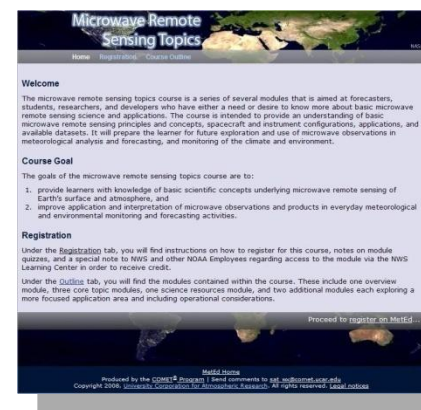 Microwave Remote
Sensing Topics
Home Registration Course Outline
Welcome
The microwave remote sensing topics course is a series of several modules that is aimed at forecasters,
students, researchers, and developers who have either a need or desire to know more about basic microwave
remote sensing science and applications. The course is intended to provide an understanding of basic
microwave remote sensing principles and concepts, spacecraft and instrument configurations, applications, and
available datasets. It will prepare the learner for future exploration and use of microwave observations in
meteorological analysis and forecasting, and monitoring of the climate and environment.
Course Goal
The goals of the microwave remote sensing topics course are to:
1. provide learners with knowledge of basic scientific concepts underlying microwave remote sensing of
Earth's surface and atmosphere, and
2. improve application and interpretation of microwave observations and products in everyday meteorological
and environmental monitoring and forecasting activities.
Registration
Under the Registration tab, you will find instructions on how to register for this course, notes on module
quizzes, and a special note to NWS and other NOAA Employees regarding access to the module via the NWS
Learning Center in order to receive credit.
Under the Outline tab, you will find the modules contained within the course. These include one overview
module, three core topic modules, one science resources module, and two additional modules each exploring a
more focused application area and including operational considerations.
Proceed to register on MetEd...
MetEd Home
Produced by the COMET® Program | Send comments to sat_wx@comet.ucar.edu
Copyright 2008, University Corporation for Atmospheric Research. All rights reserved. Legal notices